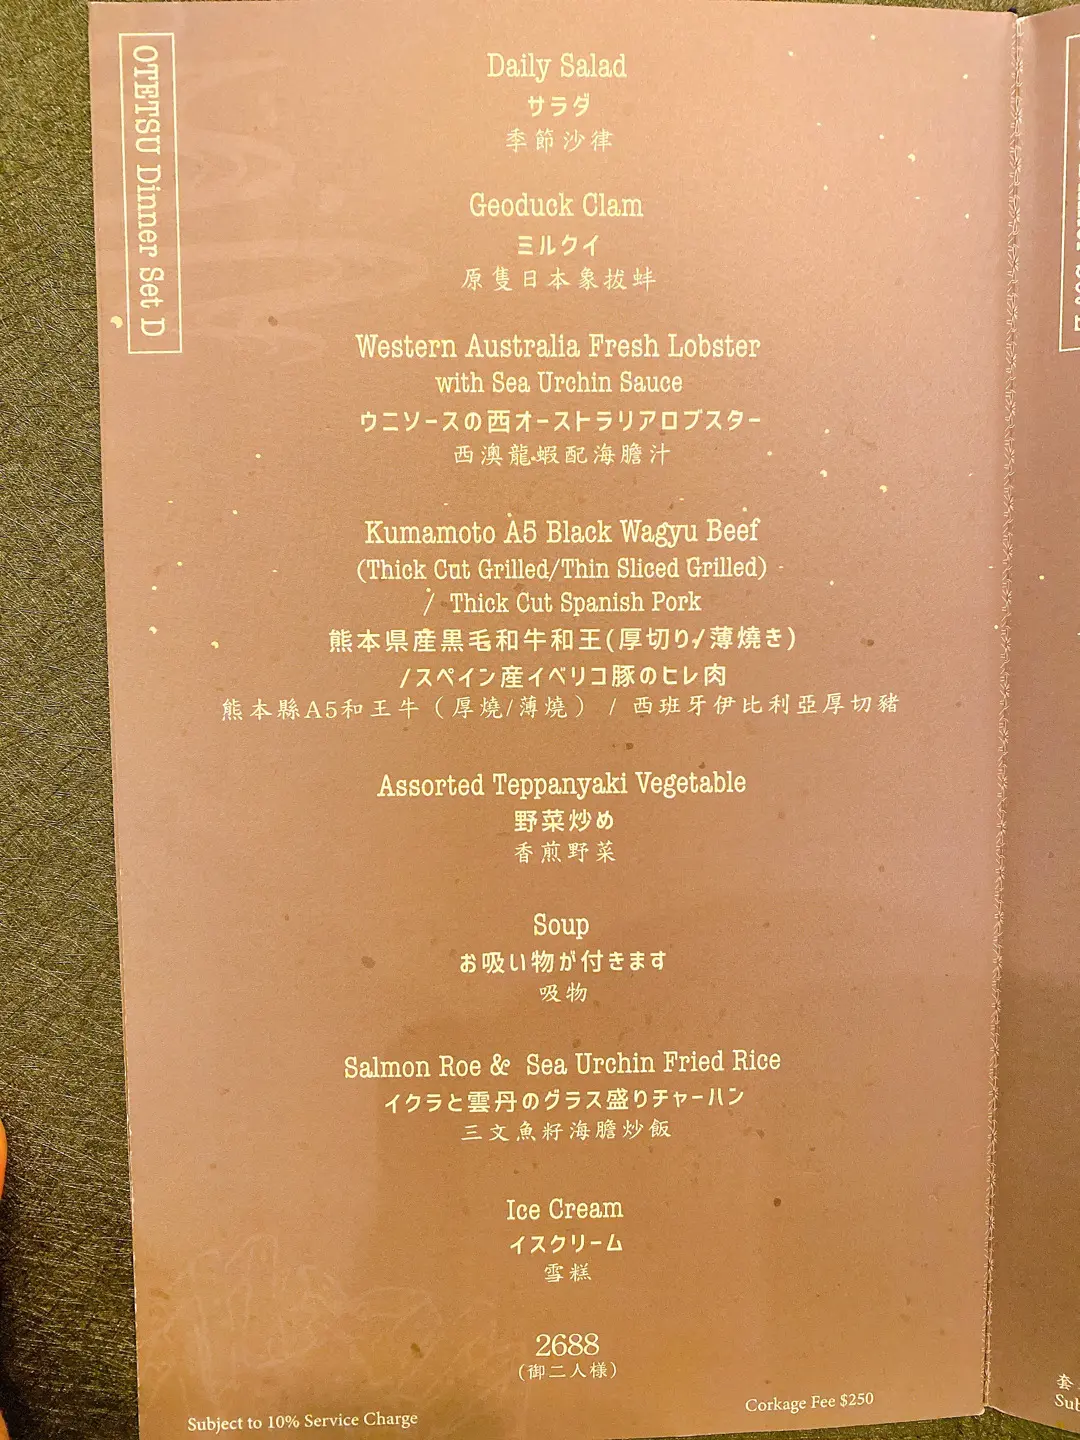 OTETSU Dinner Set D
Daily Salad
サラダ
季節沙律
Geoduck Clam
ミルクイ
原隻日本象拔蚌
Western Australia Fresh Lobster
with Sea Urchin Sauce
ウニソースの西オーストラリアロブスター
西澳龍蝦配海膽汁
Kumamoto A5 Black Wagyu Beef
(Thick Cut Grilled/Thin Sliced Grilled)
/ Thick Cut Spanish Pork
熊本県産黒毛和牛和王(厚切り/薄燒き)
/スペイン産イベリコ豚のヒレ肉
熊本縣A5和王牛（厚燒/薄燒） / 西班牙伊比利亞厚切豬
Assorted Teppanyaki Vegetable
野菜炒め
香煎野菜
Soup
お吸い物が付きます
吸物
Salmon Roe & Sea Urchin Fried Rice
イクラと雲丹のグラス盛りチャーハン
三文魚籽海膽炒飯
Ice Cream
イスクリーム
雪糕
2688
(御二人様)
Subject to 10% Service Charge
Corkage Fee $250
套
Sub